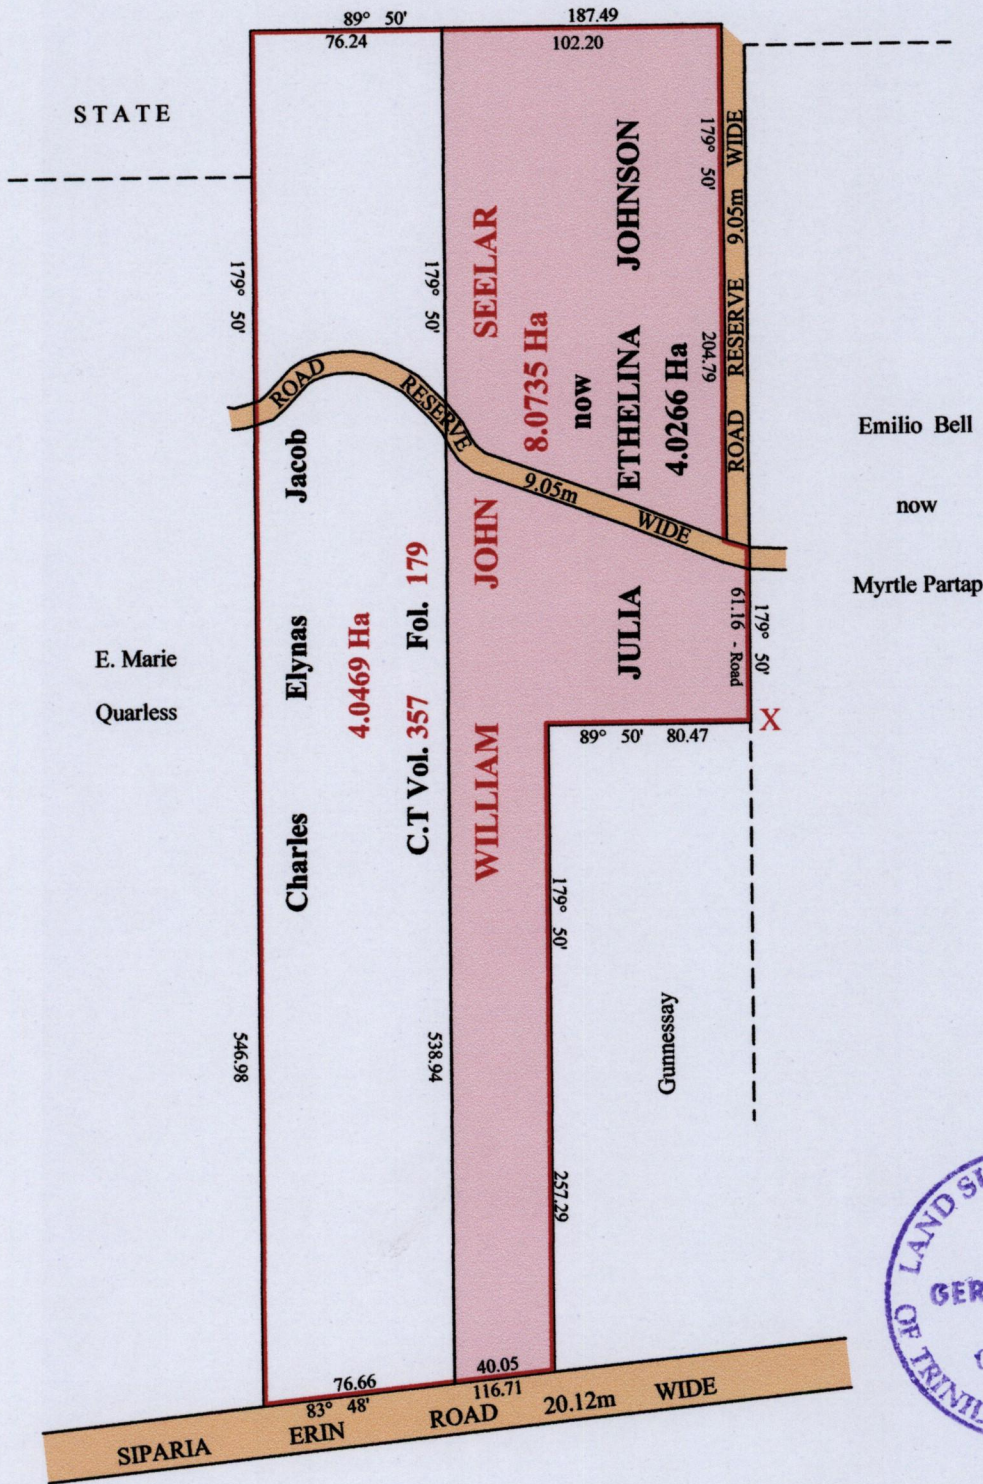 89° 50' 187.49
76.24 102.20
STATE
179° 50'
179° 50'
179° 50'
ROAD RESERVE 9.05m WIDE
204.79
WILLIAM JOHN SEELAR
8.0735 Ha
now
JULIA ETHELINA JOHNSON
4.0266 Ha
ROAD RESERVE 9.05m WIDE
Emilio Bell
now
Myrtle Partap
Charles Elynas Jacob
4.0469 Ha
C.T Vol. 357 Fol. 179
E. Marie
Quarless
61.16 - Road
179° 50'
X
89° 50' 80.47
179° 50'
Gunnessay
546.98
538.94
257.29
76.66 40.05
83° 48' 116.71
SIPARIA ERIN ROAD 20.12m WIDE
LAND
GER
OF